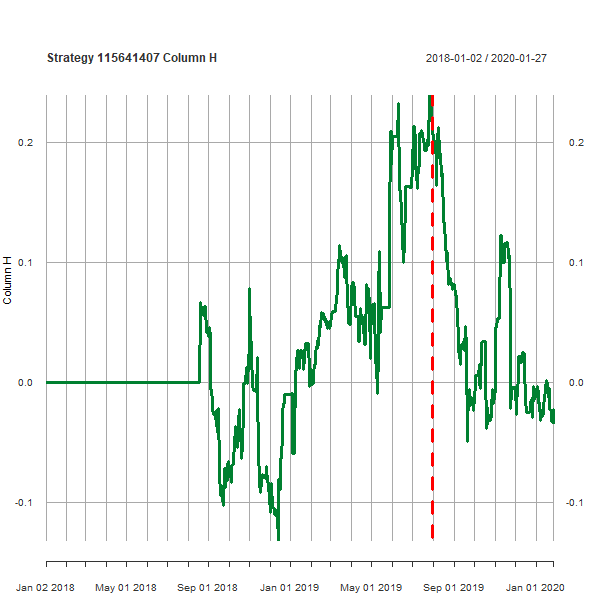 Strategy 115641407 Column H
2018-01-02 / 2020-01-27
0.2 0.2
0.1 0.1
0.0 0.0
-0.1 -0.1
Column H
Jan 02 2018 May 01 2018 Sep 01 2018 Jan 01 2019 May 01 2019 Sep 01 2019 Jan 01 2020